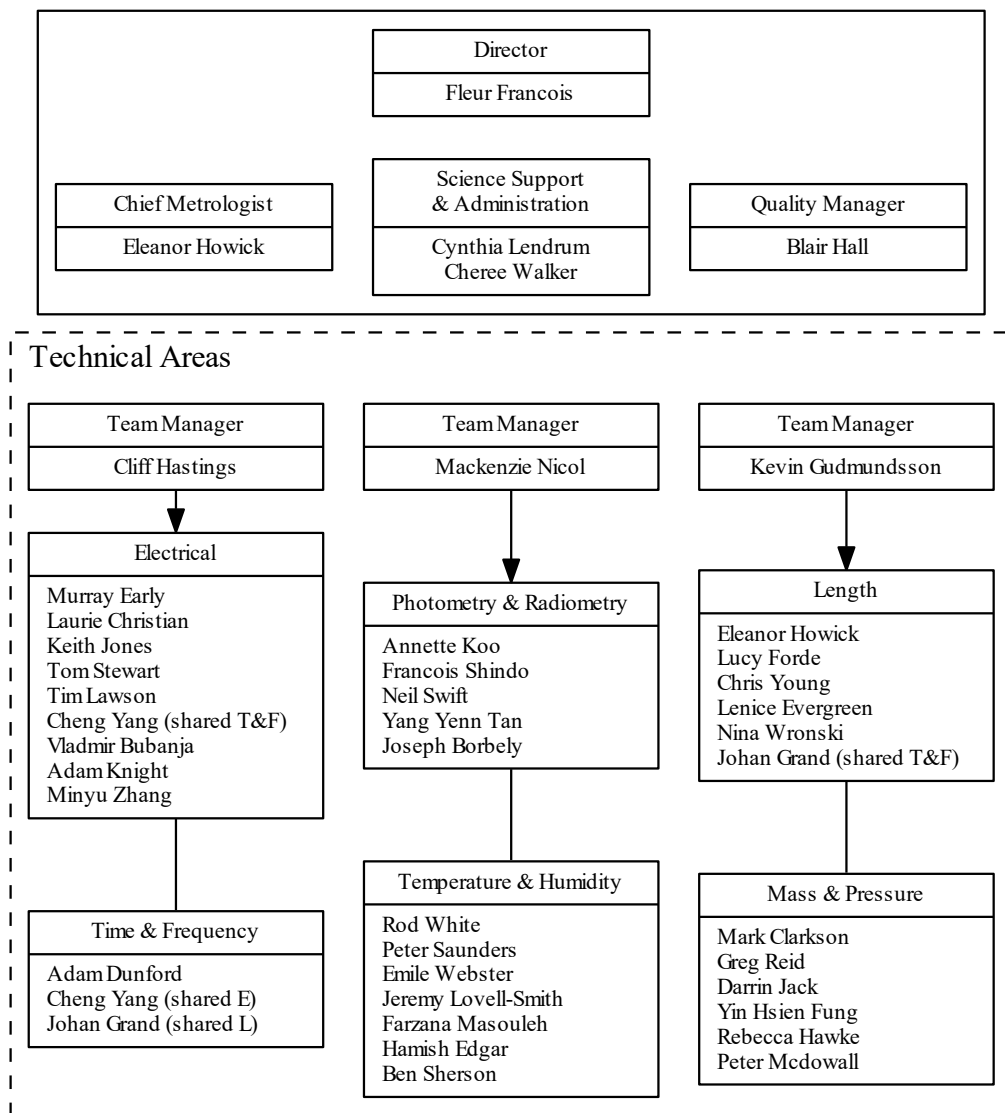 Director
Fleur Francois
Chief Metrologist
Eleanor Howick
Science Support
& Administration
Cynthia Lendrum
Cheree Walker
Quality Manager
Blair Hall
Technical Areas
Team Manager
Cliff Hastings
Electrical
Murray Early
Laurie Christian
Keith Jones
Tom Stewart
Tim Lawson
Cheng Yang (shared T&F)
Vladmir Bubanja
Adam Knight
Minyu Zhang
Time & Frequency
Adam Dunford
Cheng Yang (shared E)
Johan Grand (shared L)
Team Manager
Mackenzie Nicol
Photometry & Radiometry
Annette Koo
Francois Shindo
Neil Swift
Yang Yenn Tan
Joseph Borbely
Temperature & Humidity
Rod White
Peter Saunders
Emile Webster
Jeremy Lovell-Smith
Farzana Masouleh
Hamish Edgar
Ben Sherson
Team Manager
Kevin Gudmundsson
Length
Eleanor Howick
Lucy Forde
Chris Young
Lenice Evergreen
Nina Wronski
Johan Grand (shared T&F)
Mass & Pressure
Mark Clarkson
Greg Reid
Darrin Jack
Yin Hsien Fung
Rebecca Hawke
Peter Mcdowall